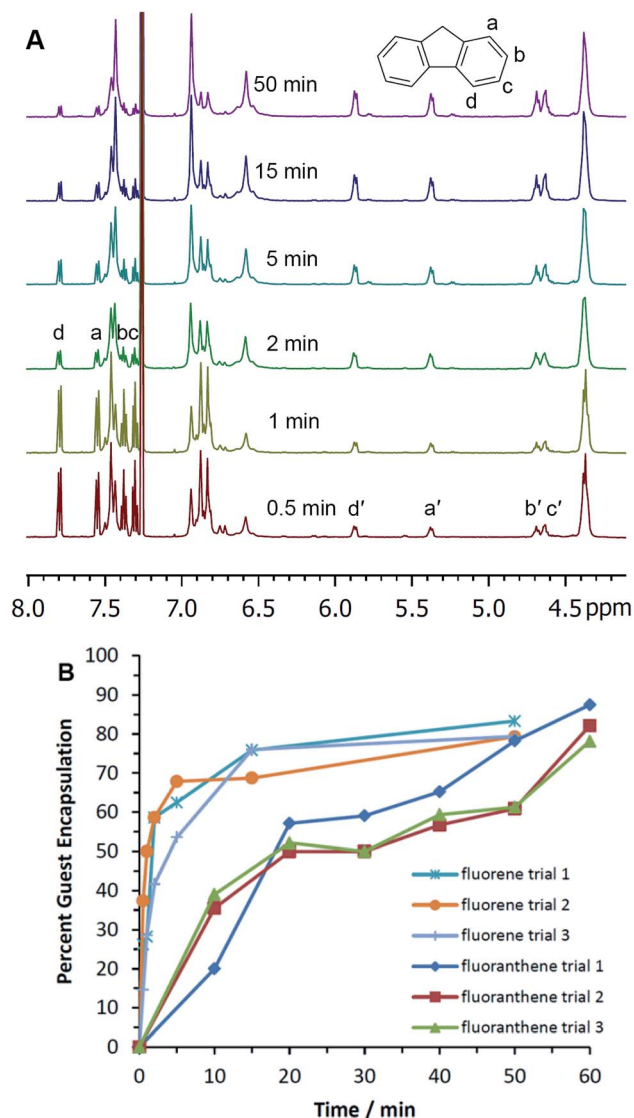 A
a
b
c
d
50 min
15 min
5 min
2 min
d a bc
1 min
0.5 min d′ a′ b′ c′
8.0 7.5 7.0 6.5 6.0 5.5 5.0 4.5 ppm
B
Percent Guest Encapsulation
100
90
80
70
60
50
40
30
20
10
0
fluorene trial 1
fluorene trial 2
fluorene trial 3
fluoranthene trial 1
fluoranthene trial 2
fluoranthene trial 3
0 10 20 30 40 50 60
Time / min